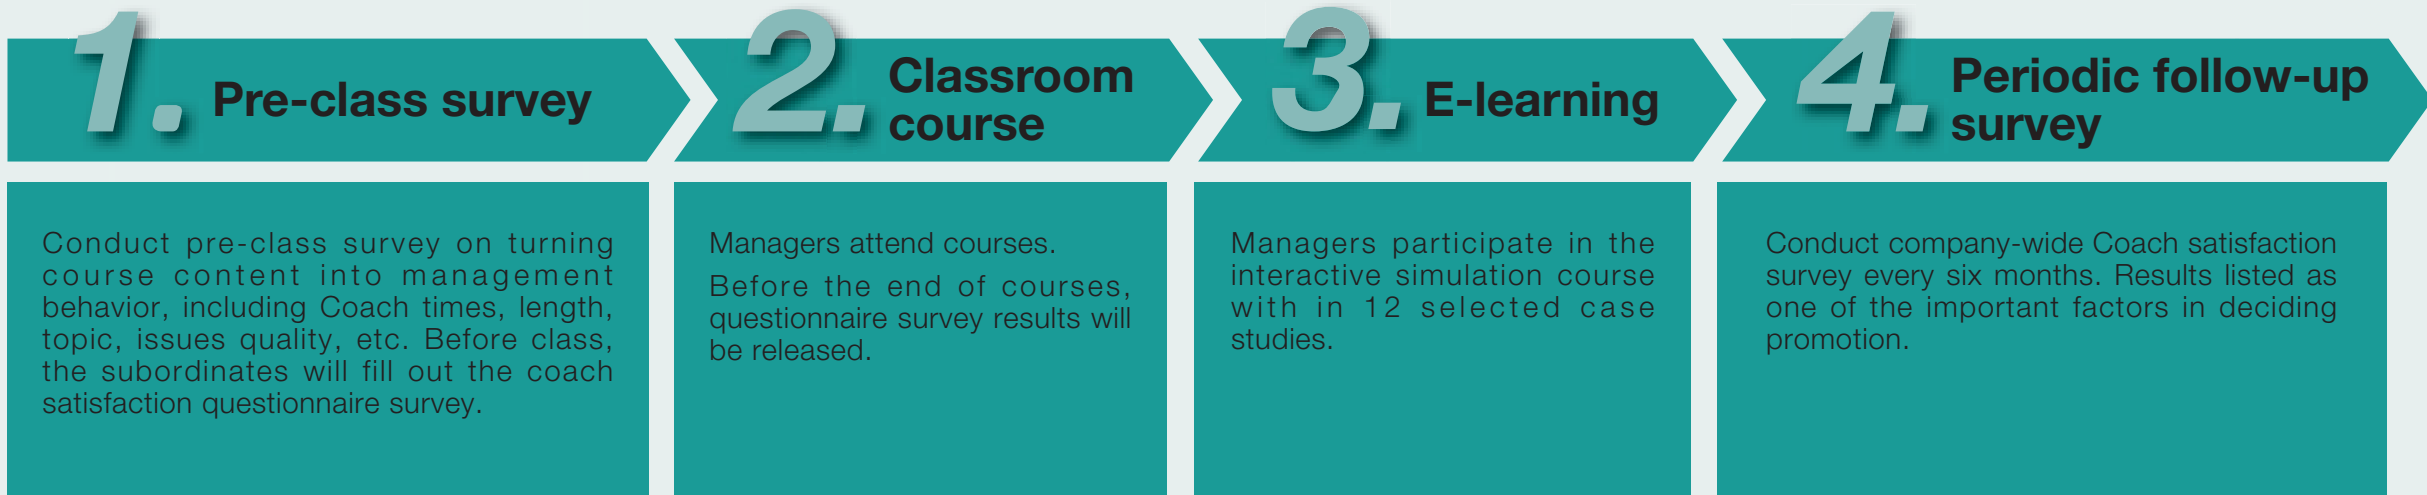 1. Pre-class survey
Conduct pre-class survey on turning
course content into management
behavior, including Coach times, length,
topic, issues quality, etc. Before class,
the subordinates will fill out the coach
satisfaction questionnaire survey.
2. Classroom
course
Managers attend courses.
Before the end of courses,
questionnaire survey results will
be released.
3. E-learning
Managers participate in the
interactive simulation course
with in 12 selected case
studies.
4. Periodic follow-up
survey
Conduct company-wide Coach satisfaction
survey every six months. Results listed as
one of the important factors in deciding
promotion.